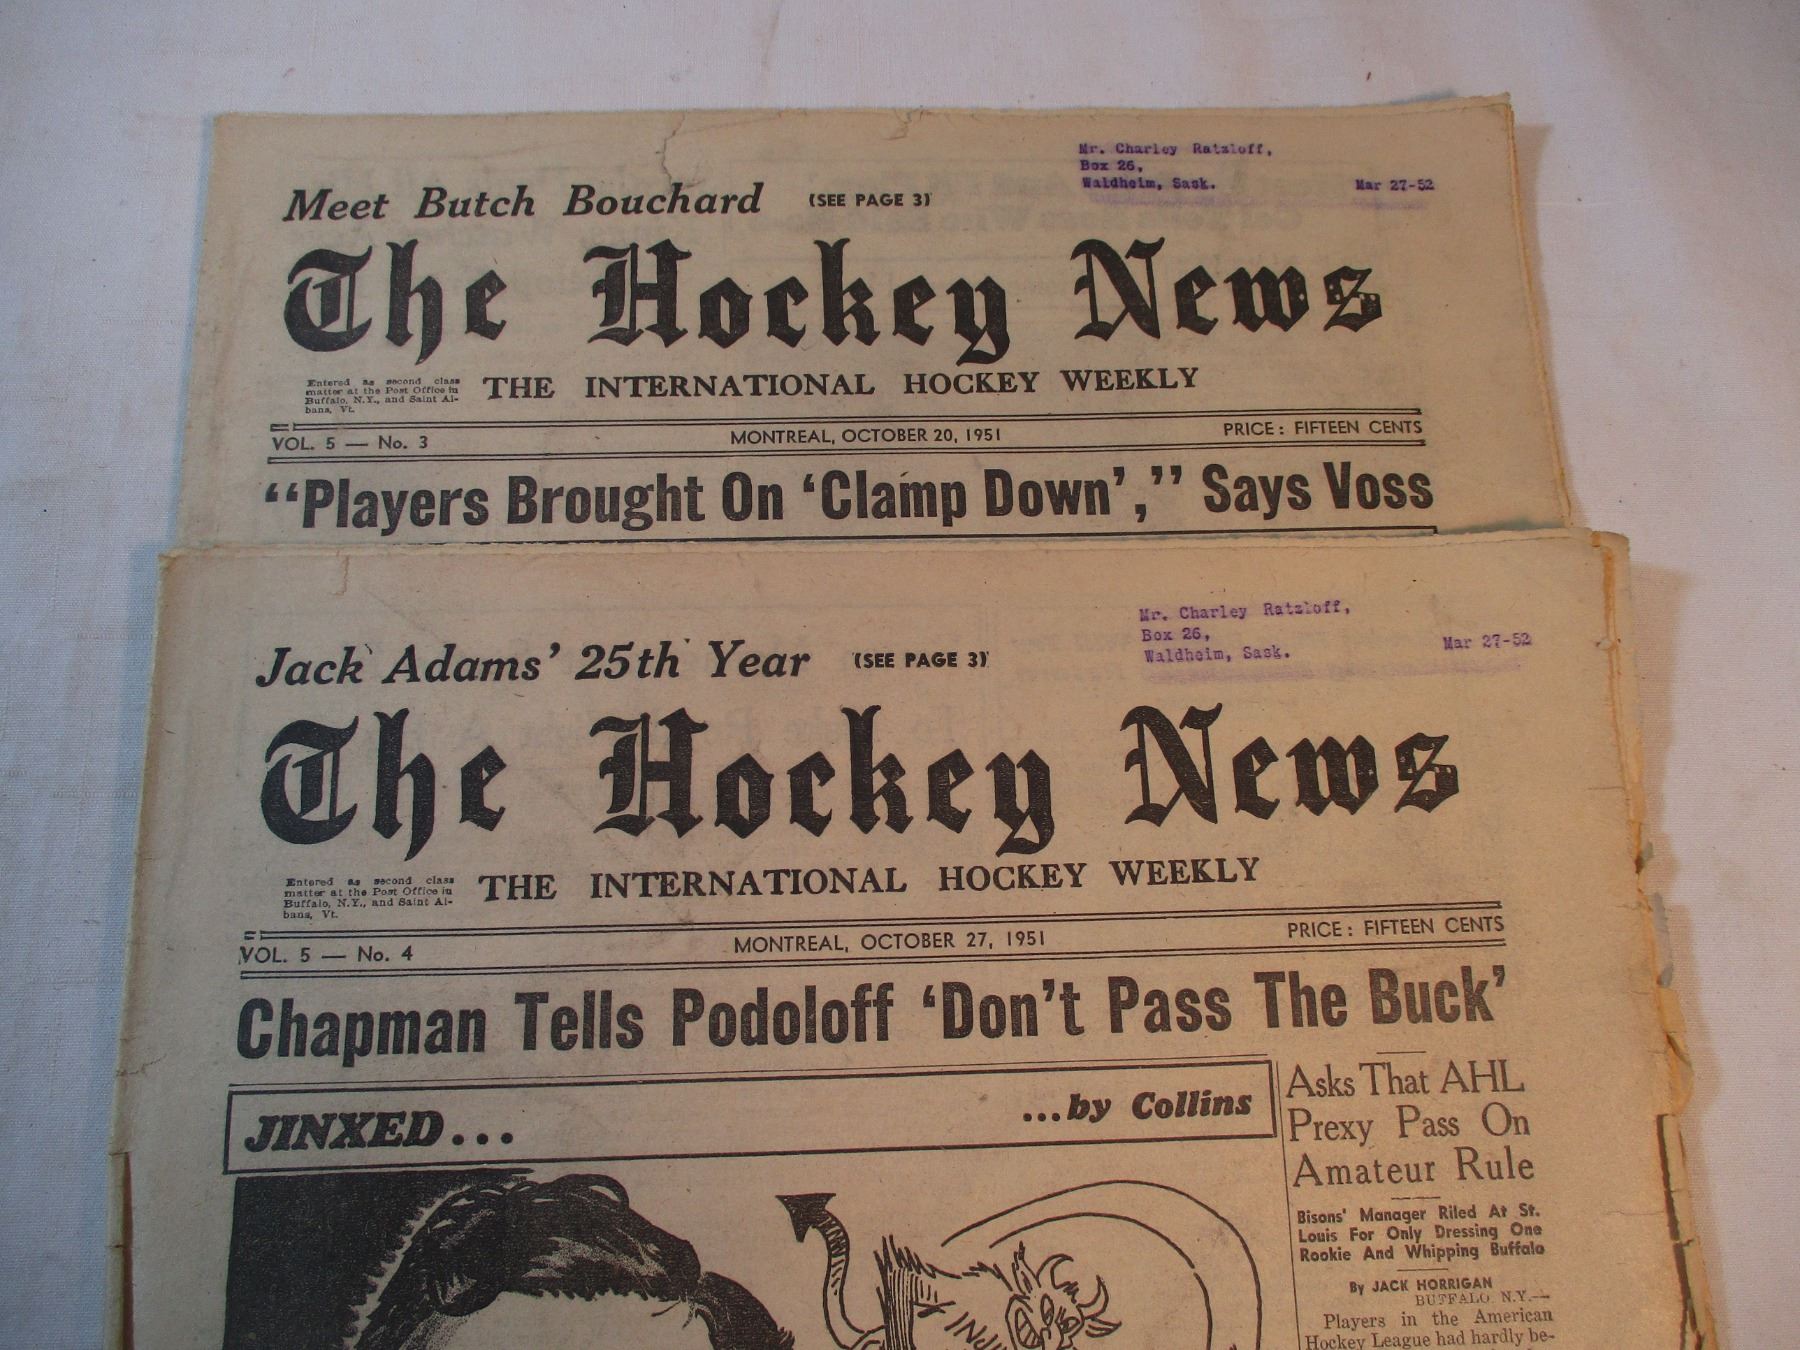 Mr. Charley Ratzloff,
Box 26,
Waldheim, Sask. Mar 27-52
Meet Butch Bouchard (SEE PAGE 3)
The Hockey News
Entered as second class
matter at the Post Office in
Buffalo, N.Y., and Saint Al-
bans, Vt.
THE INTERNATIONAL HOCKEY WEEKLY
VOL. 5 — No. 3 MONTREAL, OCTOBER 20, 1951 PRICE: FIFTEEN CENTS
“Players Brought On ‘Clamp Down’,” Says Voss
Mr. Charley Ratzloff,
Box 26,
Waldheim, Sask. Mar 27-52
Jack Adams’ 25th Year (SEE PAGE 3)
The Hockey News
Entered as second class
matter at the Post Office in
Buffalo, N.Y., and Saint Al-
bans, Vt.
THE INTERNATIONAL HOCKEY WEEKLY
VOL. 5 — No. 4 MONTREAL, OCTOBER 27, 1951 PRICE: FIFTEEN CENTS
Chapman Tells Podoloff ‘Don’t Pass The Buck’
JINXED... ...by Collins
Asks That AHL
Prexy Pass On
Amateur Rule
Bisons' Manager Riled At St.
Louis For Only Dressing One
Rookie And Whipping Buffalo
By JACK HORRIGAN
BUFFALO, N.Y.—
Players in the American
Hockey League had hardly be-